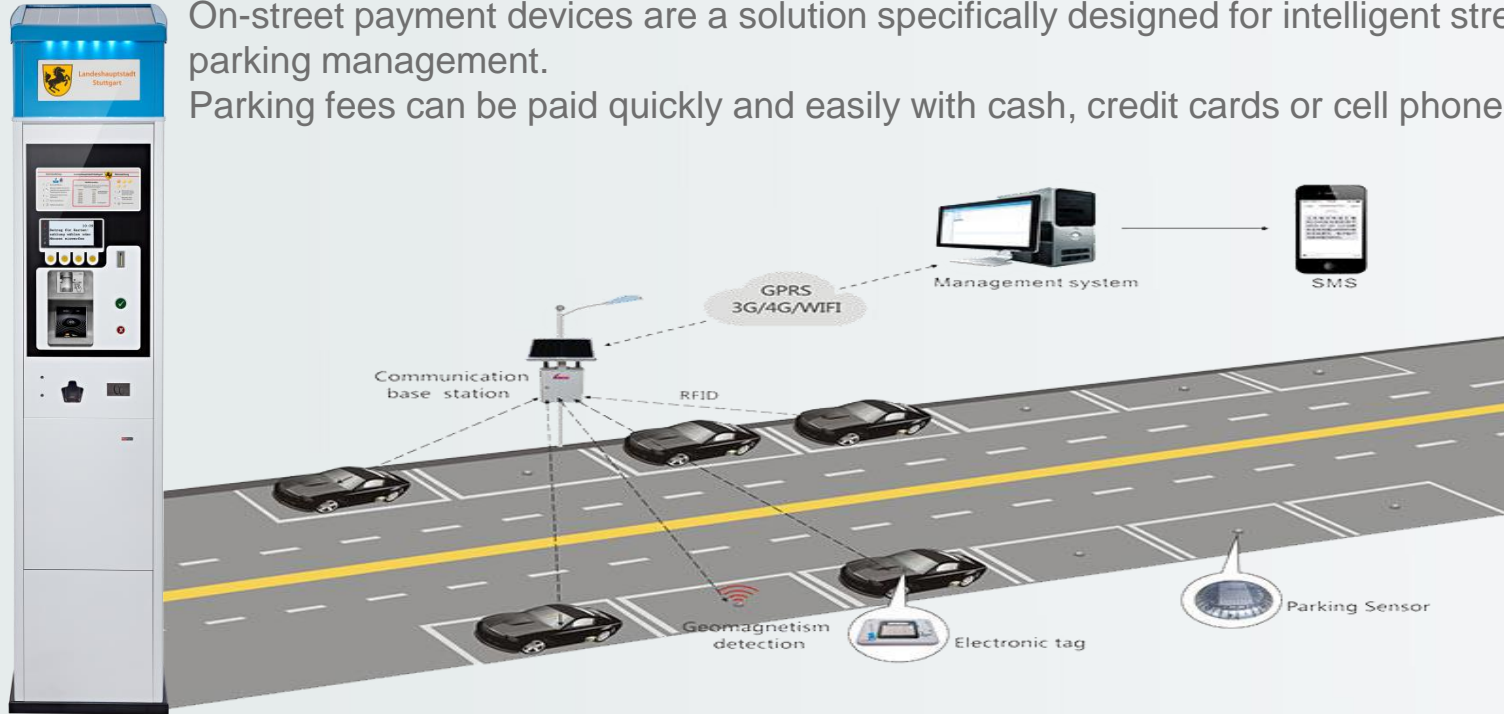 On-street payment devices are a solution specifically designed for intelligent stre
parking management.
Parking fees can be paid quickly and easily with cash, credit cards or cell phone
Landeshauptstadt
Stuttgart
GPRS
3G/4G/WIFI
Management system
SMS
Communication
base station
RFID
Geomagnetism
detection
Electronic tag
Parking Sensor